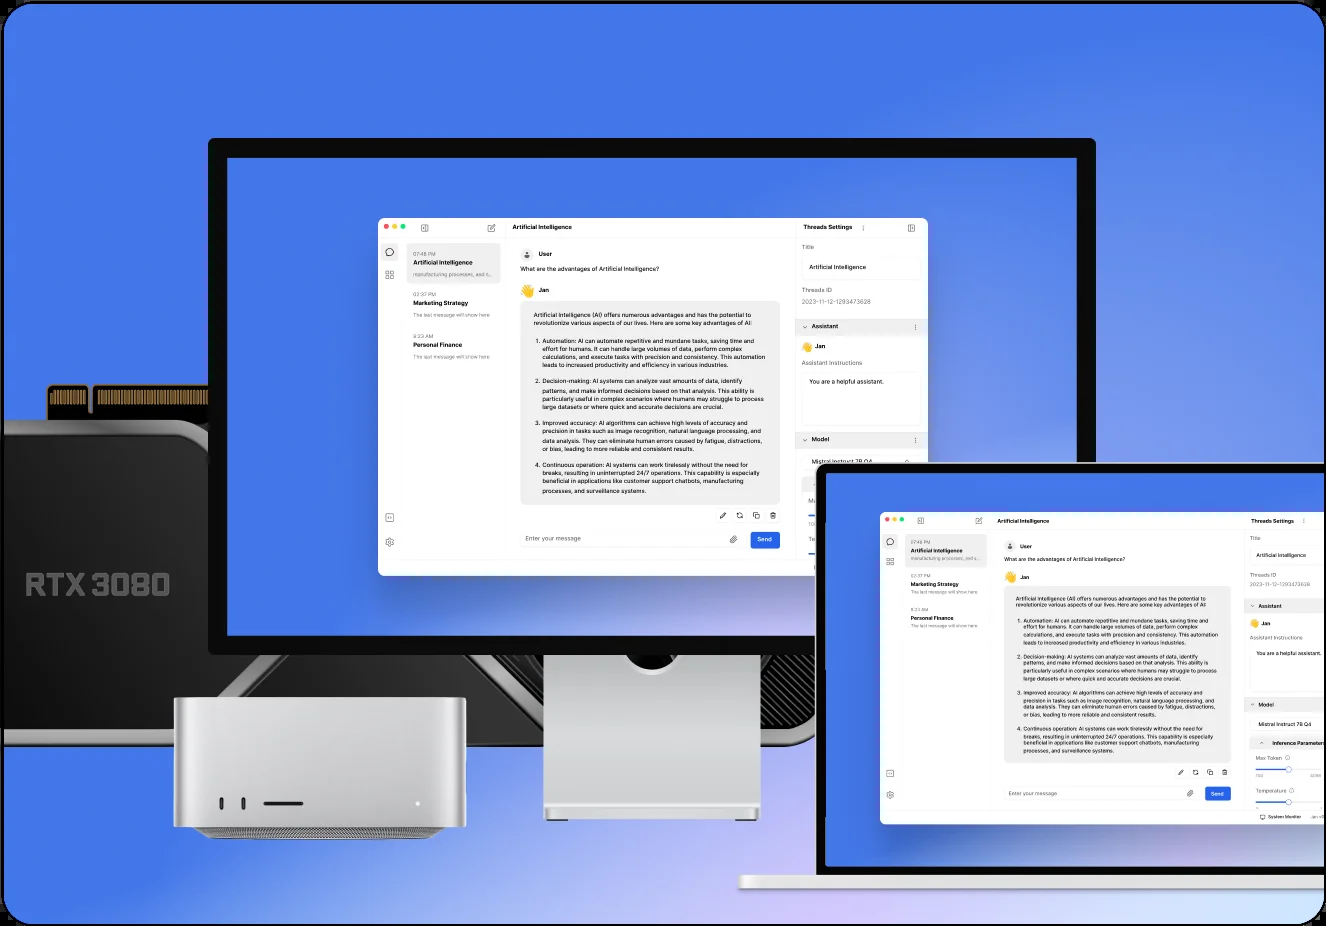 Artificial Intelligence
Threads Settings
07:48 PM
Artificial Intelligence
manufacturing processes, and s...
02:37 PM
Marketing Strategy
The last message will show here
9:23 AM
Personal Finance
The last message will show here
User
What are the advantages of Artificial Intelligence?
Jan
Artificial Intelligence (AI) offers numerous advantages and has the potential to
revolutionize various aspects of our lives. Here are some key advantages of AI:
1. Automation: AI can automate repetitive and mundane tasks, saving time and
effort for humans. It can handle large volumes of data, perform complex
calculations, and execute tasks with precision and consistency. This automation
leads to increased productivity and efficiency in various industries.
2. Decision-making: AI systems can analyze vast amounts of data, identify
patterns, and make informed decisions based on that analysis. This ability is
particularly useful in complex scenarios where humans may struggle to process
large datasets or where quick and accurate decisions are crucial.
3. Improved accuracy: AI algorithms can achieve high levels of accuracy and
precision in tasks such as image recognition, natural language processing, and
data analysis. They can eliminate human errors caused by fatigue, distractions,
or bias, leading to more reliable and consistent results.
4. Continuous operation: AI systems can work tirelessly without the need for
breaks, resulting in uninterrupted 24/7 operations. This capability is especially
beneficial in applications like customer support chatbots, manufacturing
processes, and surveillance systems.
Enter your message
Send
Title
Artificial Intelligence
Threads ID
2023-11-12-1293473628
Assistant
Jan
Assistant Instructions
You are a helpful assistant.
Model
Mistral Instruct 7B Q4
RTX 3080
Artificial Intelligence
Threads Settings
07:48 PM
Artificial Intelligence
manufacturing processes, and s...
02:37 PM
Marketing Strategy
The last message will show here
9:23 AM
Personal Finance
The last message will show here
User
What are the advantages of Artificial Intelligence?
Jan
Artificial Intelligence (AI) offers numerous advantages and has the potential to
revolutionize various aspects of our lives. Here are some key advantages of AI:
1. Automation: AI can automate repetitive and mundane tasks, saving time and
effort for humans. It can handle large volumes of data, perform complex
calculations, and execute tasks with precision and consistency. This automation
leads to increased productivity and efficiency in various industries.
2. Decision-making: AI systems can analyze vast amounts of data, identify
patterns, and make informed decisions based on that analysis. This ability is
particularly useful in complex scenarios where humans may struggle to process
large datasets or where quick and accurate decisions are crucial.
3. Improved accuracy: AI algorithms can achieve high levels of accuracy and
precision in tasks such as image recognition, natural language processing, and
data analysis. They can eliminate human errors caused by fatigue, distractions,
or bias, leading to more reliable and consistent results.
4. Continuous operation: AI systems can work tirelessly without the need for
breaks, resulting in uninterrupted 24/7 operations. This capability is especially
beneficial in applications like customer support chatbots, manufacturing
processes, and surveillance systems.
Enter your message
Send
Title
Artificial Intelligence
Threads ID
2023-11-12-1293473628
Assistant
Jan
Assistant Instructions
You are a helpful assistant.
Model
Mistral Instruct 7B Q4
Inference Parameters
Max Token
100
4096
Temperature
System Monitor